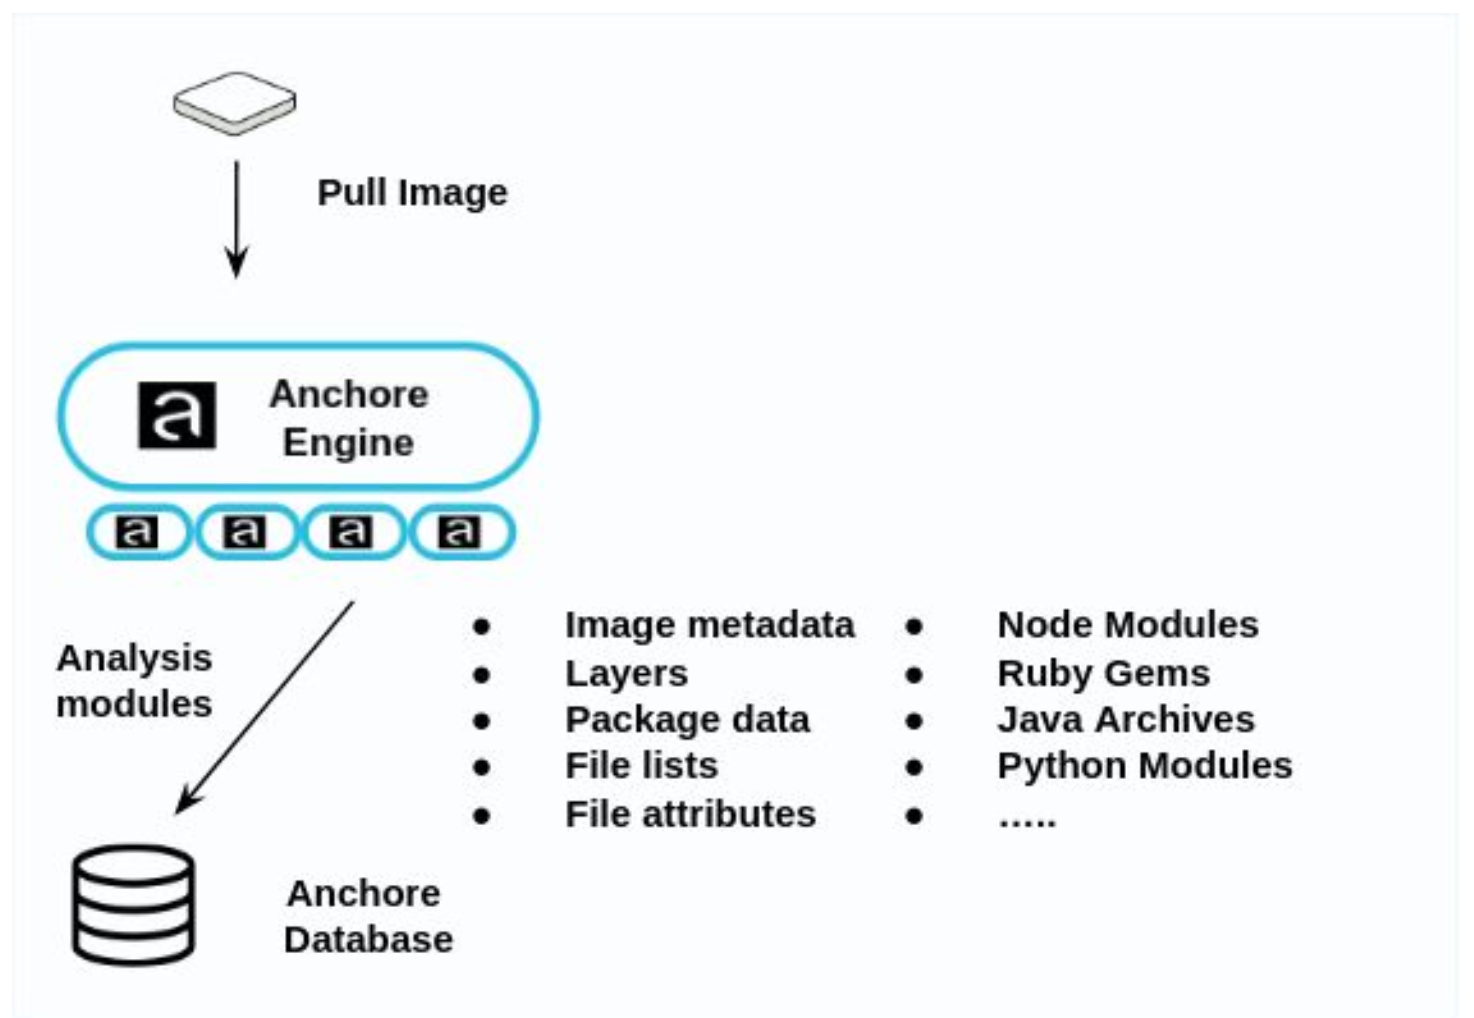 Pull Image
a Anchore
Engine
a a a a
Analysis
modules
● Image metadata
● Layers
● Package data
● File lists
● File attributes
● Node Modules
● Ruby Gems
● Java Archives
● Python Modules
● .....
Anchore
Database